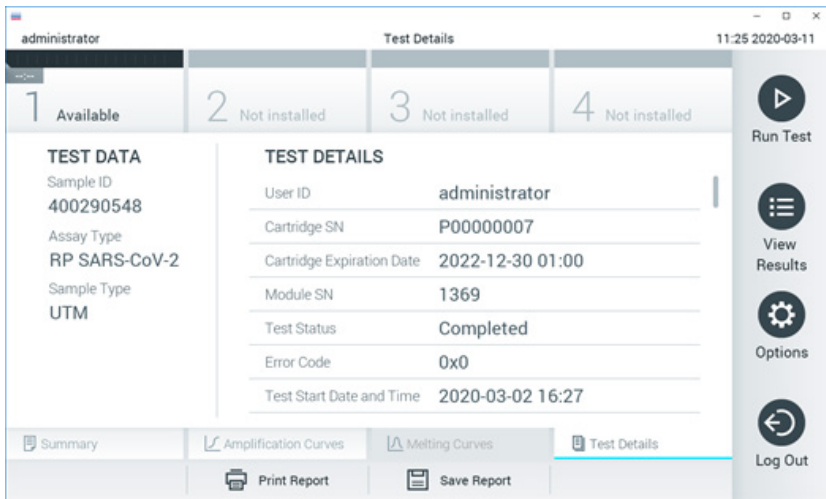 administrator Test Details 11:25 2020-03-11
--:--
1 Available 2 Not installed 3 Not installed 4 Not installed
Run Test
View
Results
Options
Log Out
TEST DATA
Sample ID
400290548
Assay Type
RP SARS-CoV-2
Sample Type
UTM
TEST DETAILS
User ID administrator
Cartridge SN P00000007
Cartridge Expiration Date 2022-12-30 01:00
Module SN 1369
Test Status Completed
Error Code 0x0
Test Start Date and Time 2020-03-02 16:27
Summary Amplification Curves Melting Curves Test Details
Print Report Save Report